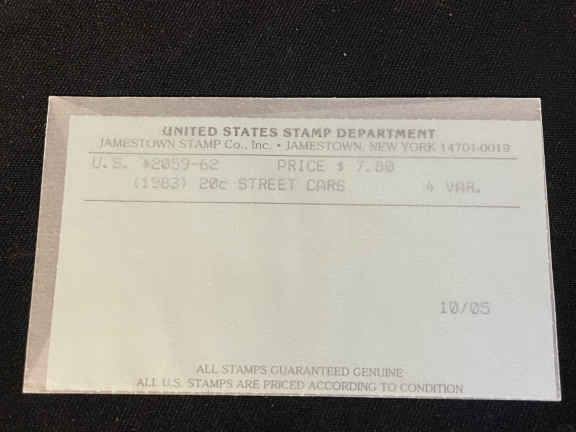 UNITED STATES STAMP DEPARTMENT
JAMESTOWN STAMP Co., Inc. • JAMESTOWN, NEW YORK 14701-0019
U.S. #2059-62 PRICE $ 7.80
(1983) 20c STREET CARS 4 VAR.
10/05
ALL STAMPS GUARANTEED GENUINE
ALL U.S. STAMPS ARE PRICED ACCORDING TO CONDITION